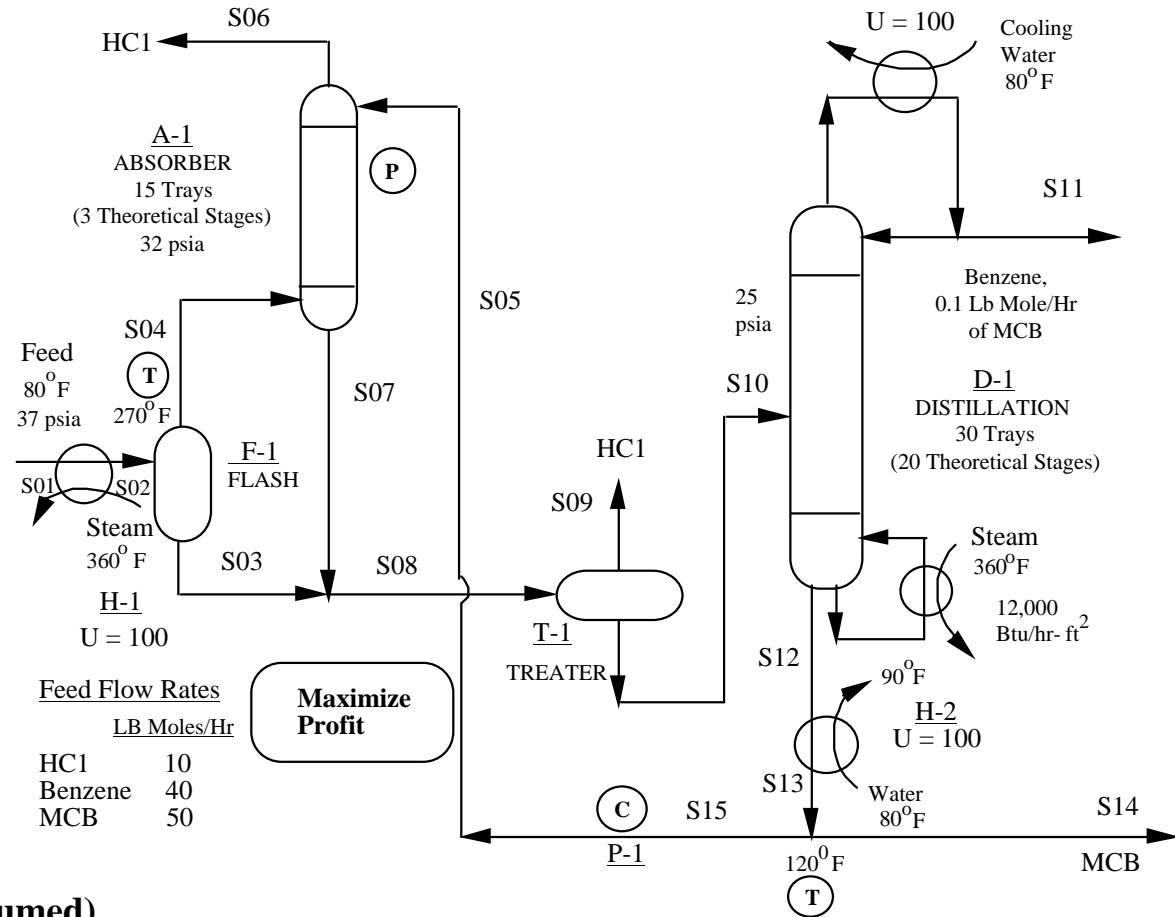 S06
HC1
U = 100
Cooling
Water
80°F
A-1
ABSORBER
15 Trays
(3 Theoretical Stages)
32 psia
P
S11
Benzene,
0.1 Lb Mole/Hr
of MCB
S05
25
psia
S04
Feed
80°F
37 psia
T
270°F
S07
S10
D-1
DISTILLATION
30 Trays
(20 Theoretical Stages)
F-1
FLASH
HC1
S01
S02
S09
Steam
360°F
S03
S08
Steam
360°F
12,000
Btu/hr- ft²
H-1
U = 100
T-1
TREATER
S12
90°F
H-2
U = 100
Maximize
Profit
Feed Flow Rates
LB Moles/Hr
HC1 10
Benzene 40
MCB 50
S13
Water
80°F
C
S15
S14
P-1
120°F
MCB
T
umed)